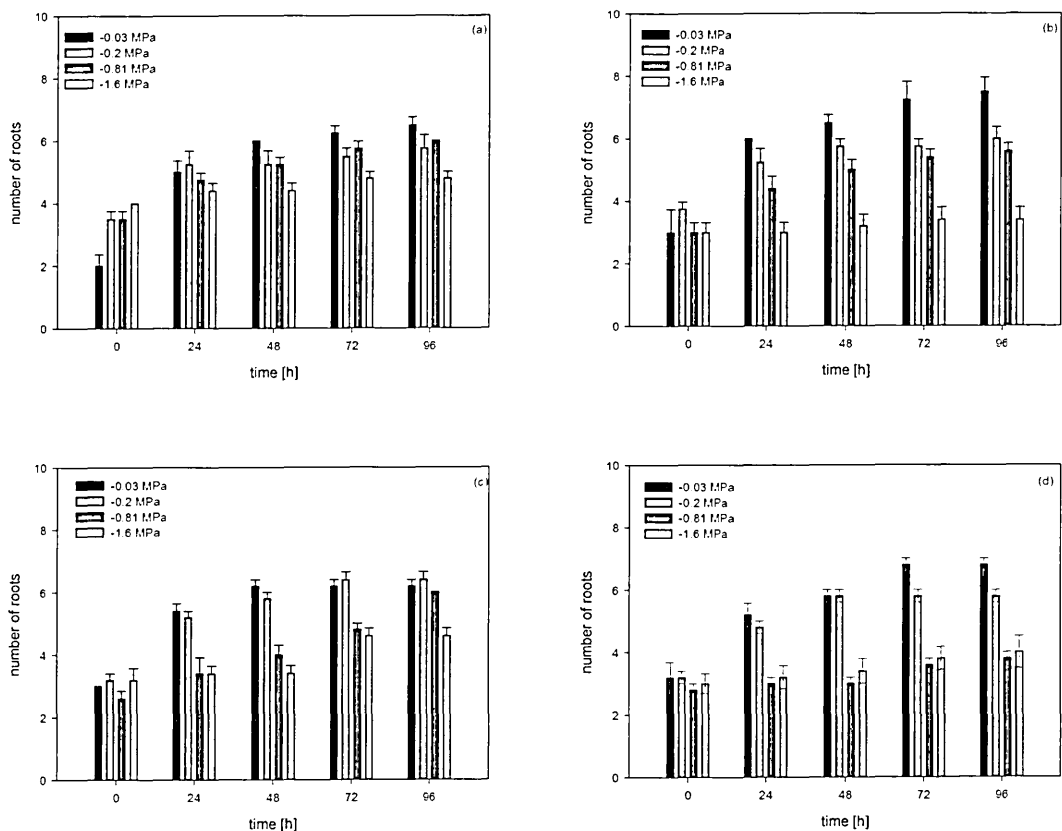 (a)
-0.03 MPa
-0.2 MPa
-0.81 MPa
-1.6 MPa
number of roots
10
8
6
4
2
0
0 24 48 72 96
time [h]
(b)
-0.03 MPa
-0.2 MPa
-0.81 MPa
-1.6 MPa
number of roots
10
8
6
4
2
0
0 24 48 72 96
time [h]
(c)
-0.03 MPa
-0.2 MPa
-0.81 MPa
-1.6 MPa
number of roots
10
8
6
4
2
0
0 24 48 72 96
time [h]
(d)
-0.03 MPa
-0.2 MPa
-0.81 MPa
-1.6 MPa
number of roots
10
8
6
4
2
0
0 24 48 72 96
time [h]